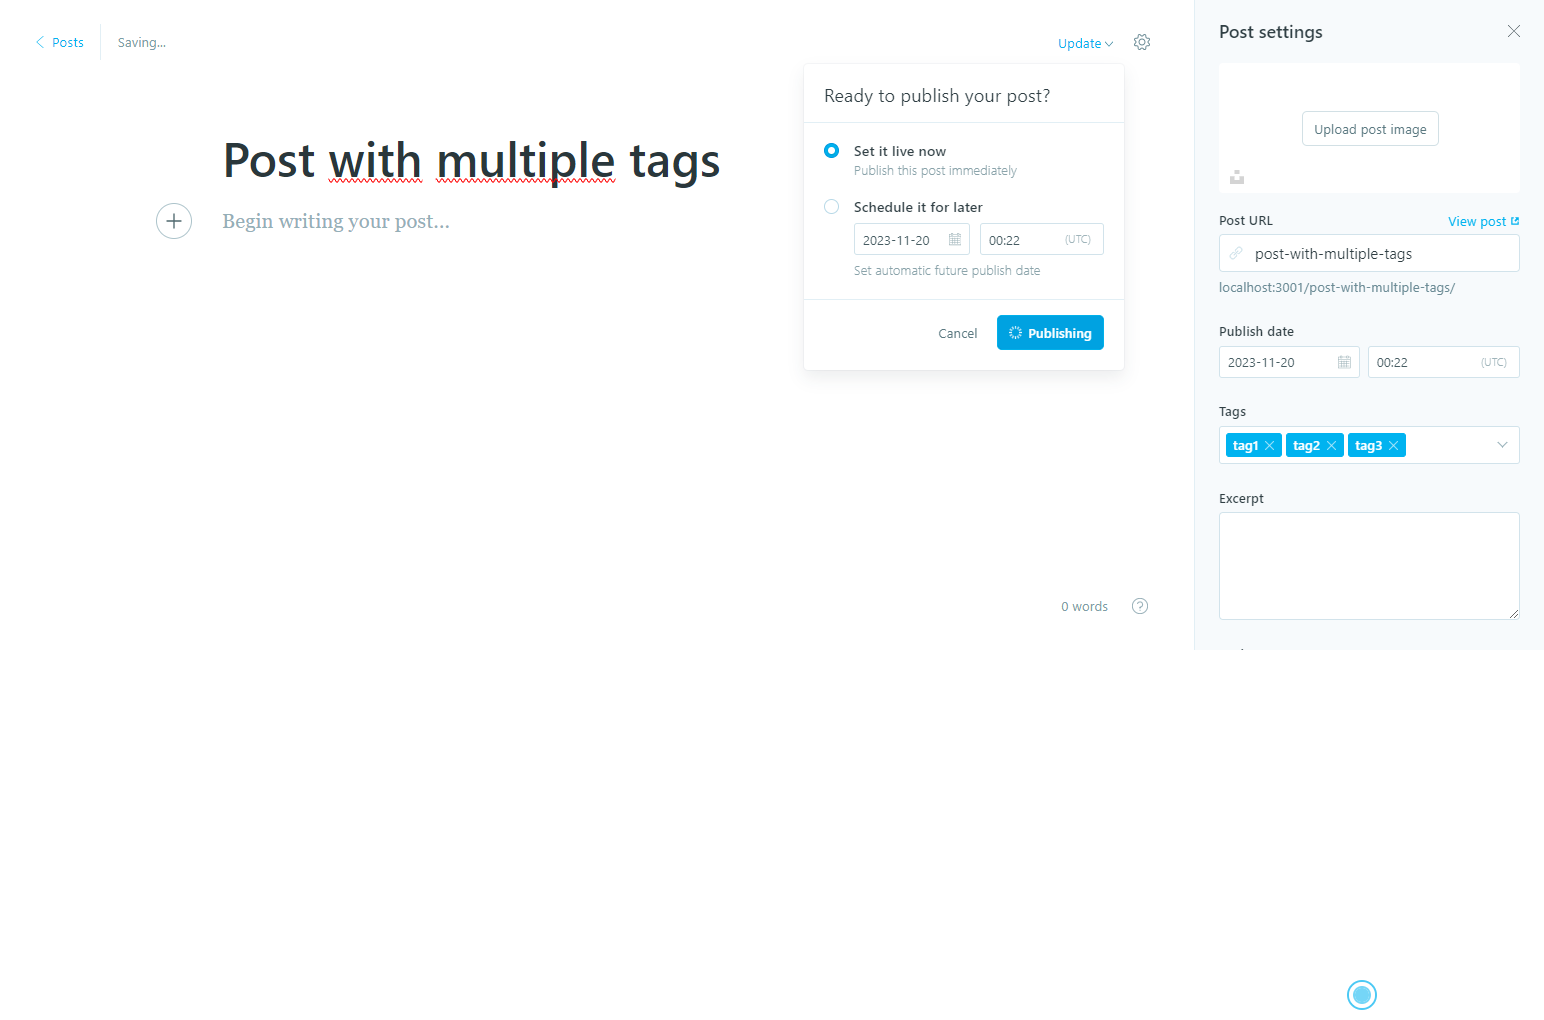 Posts
Saving...
Update
Ready to publish your post?
Set it live now
Publish this post immediately
Schedule it for later
2023-11-20
00:22 (UTC)
Set automatic future publish date
Cancel
Publishing
Post with multiple tags
Begin writing your post...
0 words
?
Post settings
Upload post image
Post URL
View post
post-with-multiple-tags
localhost:3001/post-with-multiple-tags/
Publish date
2023-11-20
00:22 (UTC)
Tags
tag1 tag2 tag3
Excerpt